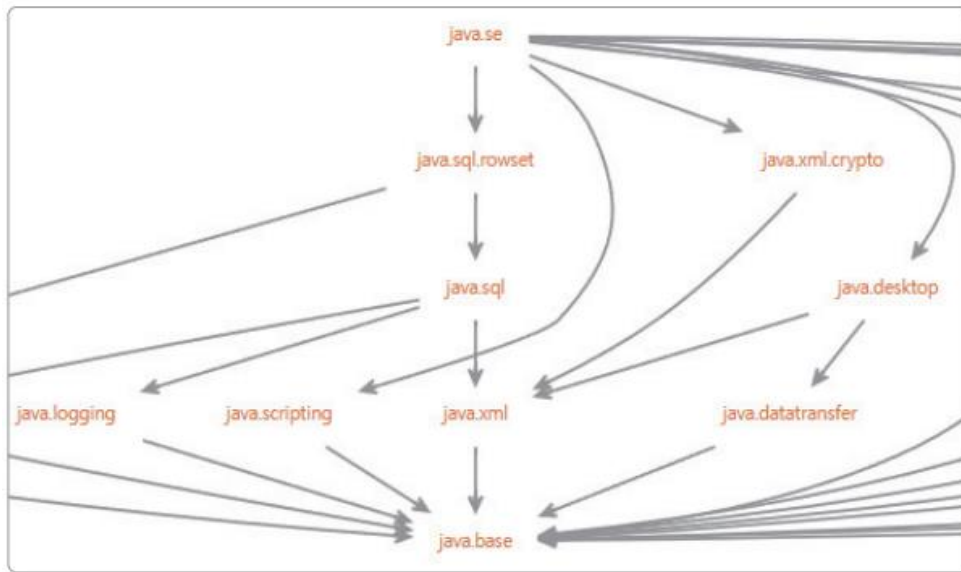 java.se
java.sql.rowset
java.xml.crypto
java.sql
java.desktop
java.logging
java.scripting
java.xml
java.datatransfer
java.base